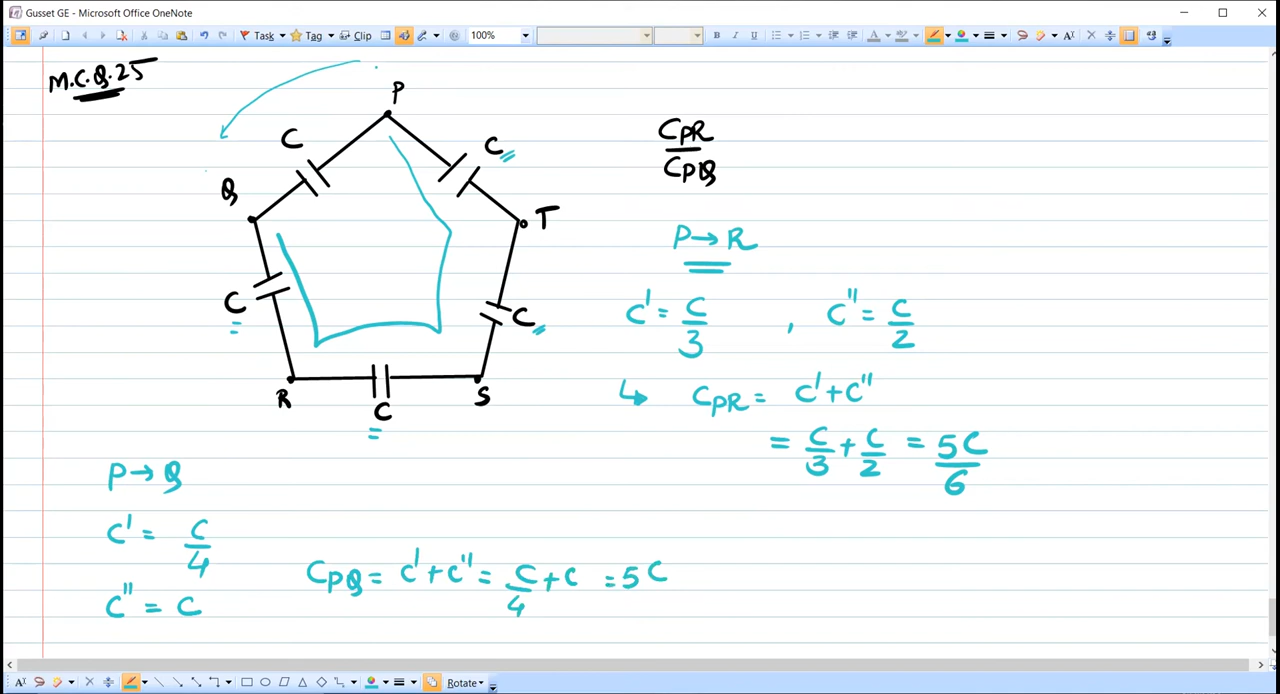 Gusset GE - Microsoft Office OneNote
Task Tag Clip 100% B I U A
M.C.Q.25
P
C
C
Q
T
C
C
R
C
S
CPR
CPQ
P → R
C' = C/3 , C'' = C/2
↳ CPR = C' + C''
= C/3 + C/2 = 5C/6
P → Q
C' = C/4
C'' = C
CPQ = C' + C'' = C/4 + C = 5C
Rotate